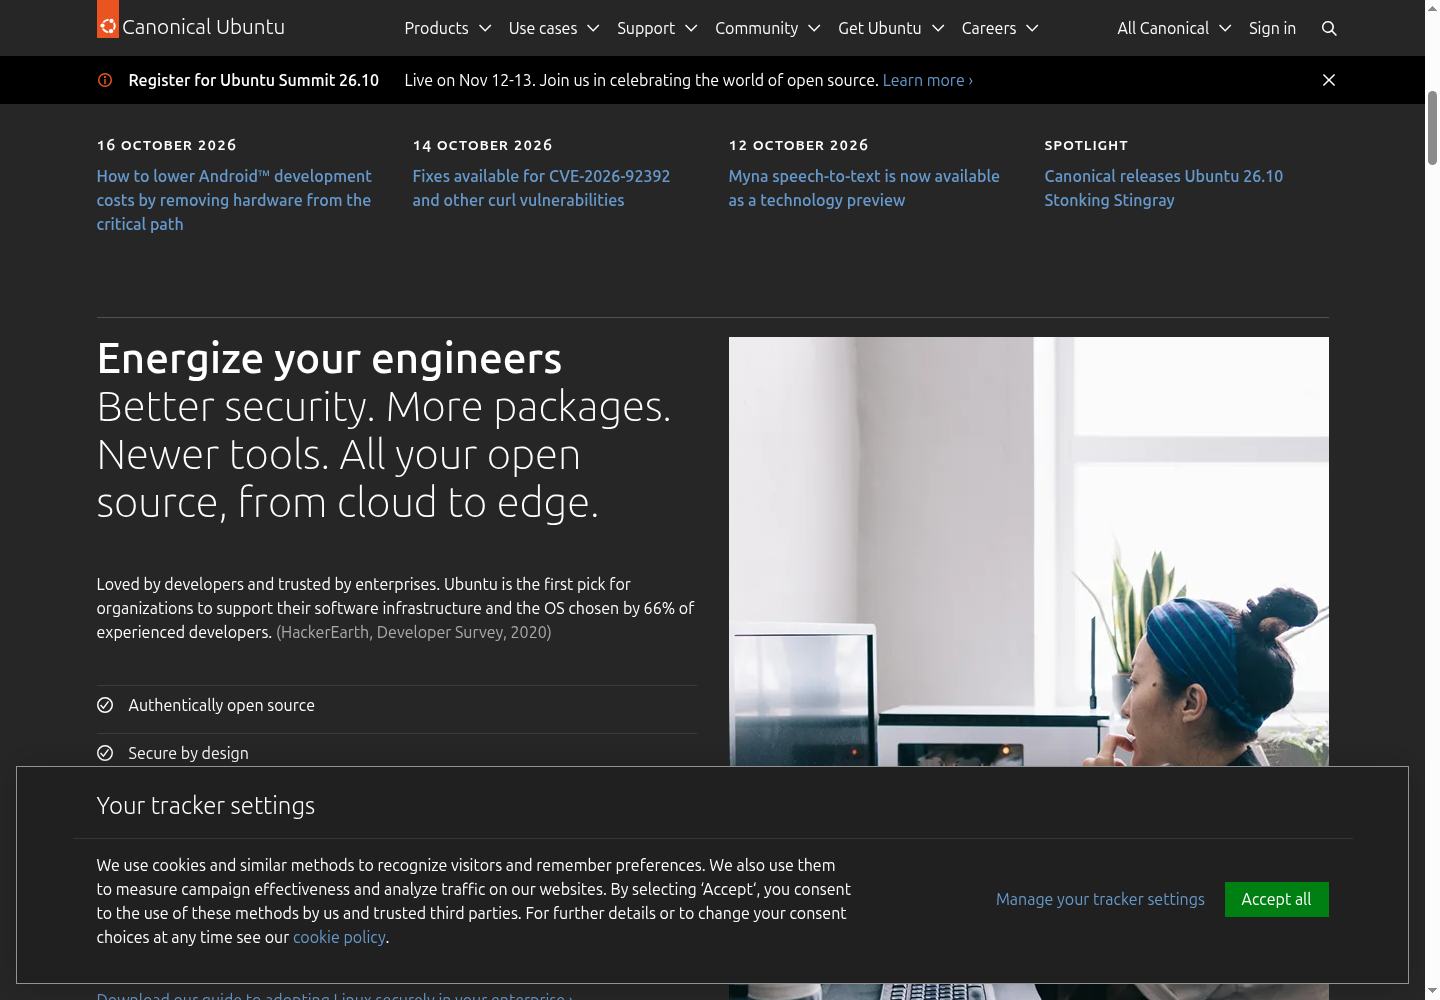 Canonical Ubuntu
Products
Use cases
Support
Community
Get Ubuntu
Careers
All Canonical
Sign in
Register for Ubuntu Summit 26.10
Live on Nov 12-13. Join us in celebrating the world of open source. Learn more ›
16 OCTOBER 2026
How to lower Android™ development
costs by removing hardware from the
critical path
14 OCTOBER 2026
Fixes available for CVE-2026-92392
and other curl vulnerabilities
12 OCTOBER 2026
Myna speech-to-text is now available
as a technology preview
SPOTLIGHT
Canonical releases Ubuntu 26.10
Stonking Stingray
Energize your engineers
Better security. More packages.
Newer tools. All your open
source, from cloud to edge.
Loved by developers and trusted by enterprises. Ubuntu is the first pick for
organizations to support their software infrastructure and the OS chosen by 66% of
experienced developers. (HackerEarth, Developer Survey, 2020)
Authentically open source
Secure by design
Your tracker settings
We use cookies and similar methods to recognize visitors and remember preferences. We also use them
to measure campaign effectiveness and analyze traffic on our websites. By selecting ‘Accept‘, you consent
to the use of these methods by us and trusted third parties. For further details or to change your consent
choices at any time see our cookie policy.
Manage your tracker settings
Accept all
Download our guide to adopting Linux securely in your enterprise ›